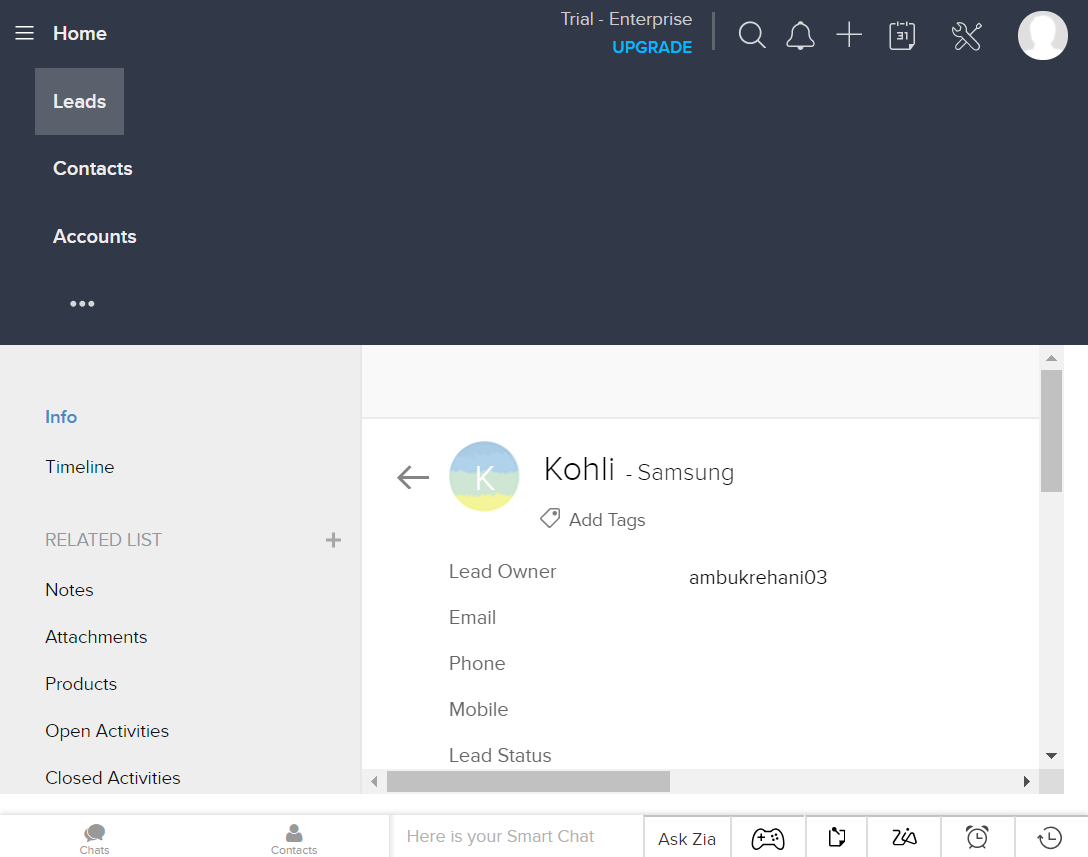 Home
Trial - Enterprise
UPGRADE
31
Leads
Contacts
Accounts
Info
Timeline
RELATED LIST
Notes
Attachments
Products
Open Activities
Closed Activities
K
Kohli - Samsung
Add Tags
Lead Owner ambukrehani03
Email
Phone
Mobile
Lead Status
Chats
Contacts
Here is your Smart Chat
Ask Zia